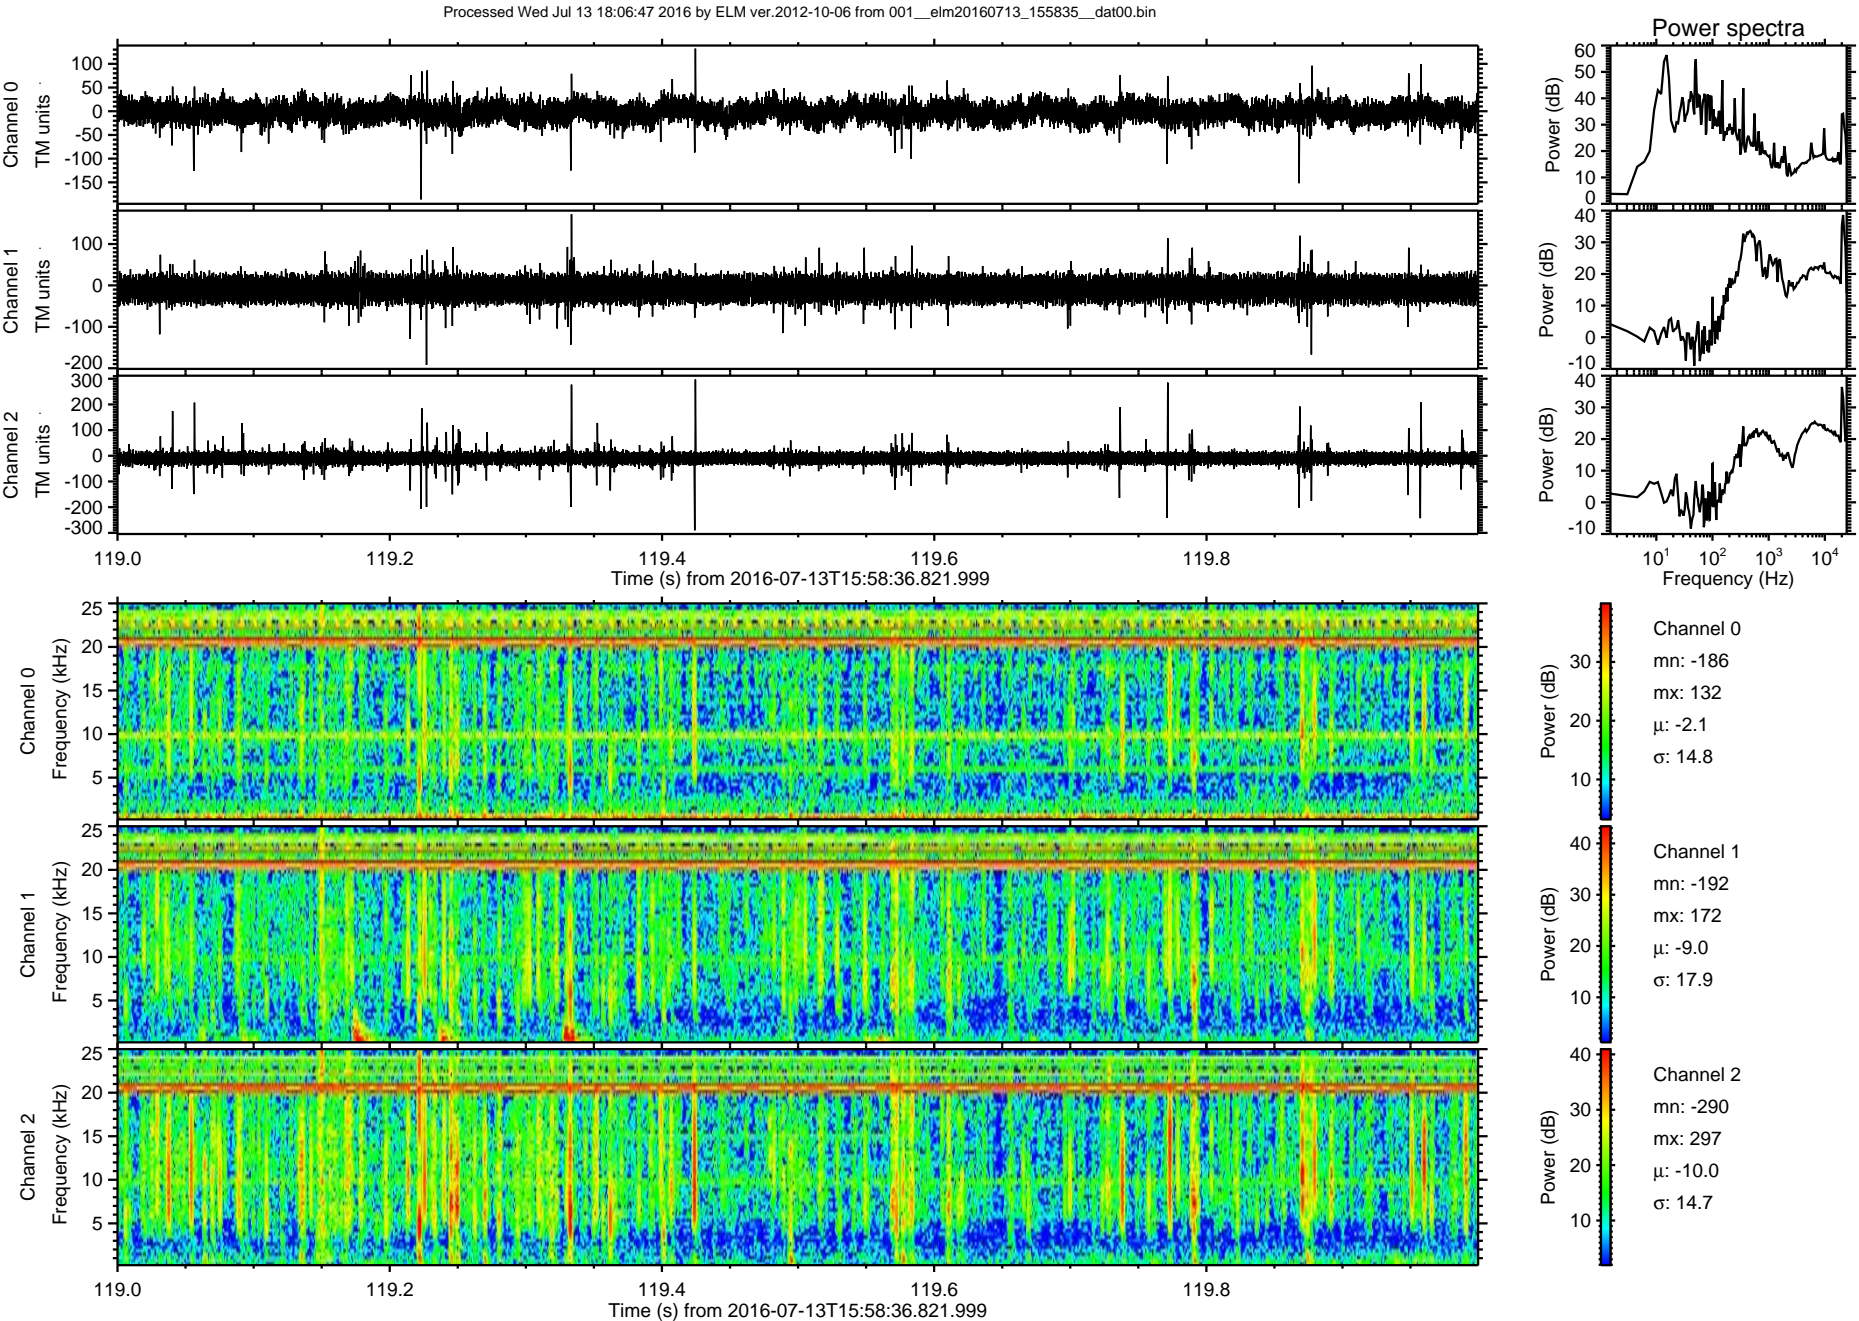 Processed Wed Jul 13 18:06:47 2016 by ELM ver.2012-10-06 from 001__elm20160713_155835__dat00.bin
Power spectra
Channel 0
TM units
100
50
0
-50
-100
-150
Power (dB)
60
50
40
30
20
10
0
Channel 1
TM units
100
0
-100
-200
Power (dB)
40
30
20
10
0
-10
Channel 2
TM units
300
200
100
0
-100
-200
-300
Power (dB)
40
30
20
10
0
-10
119.0 119.2 119.4 119.6 119.8
Time (s) from 2016-07-13T15:58:36.821.999
10^1 10^2 10^3 10^4
Frequency (Hz)
Channel 0
Frequency (kHz)
25
20
15
10
5
Power (dB)
30
20
10
Channel 0
mn: -186
mx: 132
μ: -2.1
σ: 14.8
Channel 1
Frequency (kHz)
25
20
15
10
5
Power (dB)
40
30
20
10
Channel 1
mn: -192
mx: 172
μ: -9.0
σ: 17.9
Channel 2
Frequency (kHz)
25
20
15
10
5
Power (dB)
40
30
20
10
Channel 2
mn: -290
mx: 297
μ: -10.0
σ: 14.7
119.0 119.2 119.4 119.6 119.8
Time (s) from 2016-07-13T15:58:36.821.999